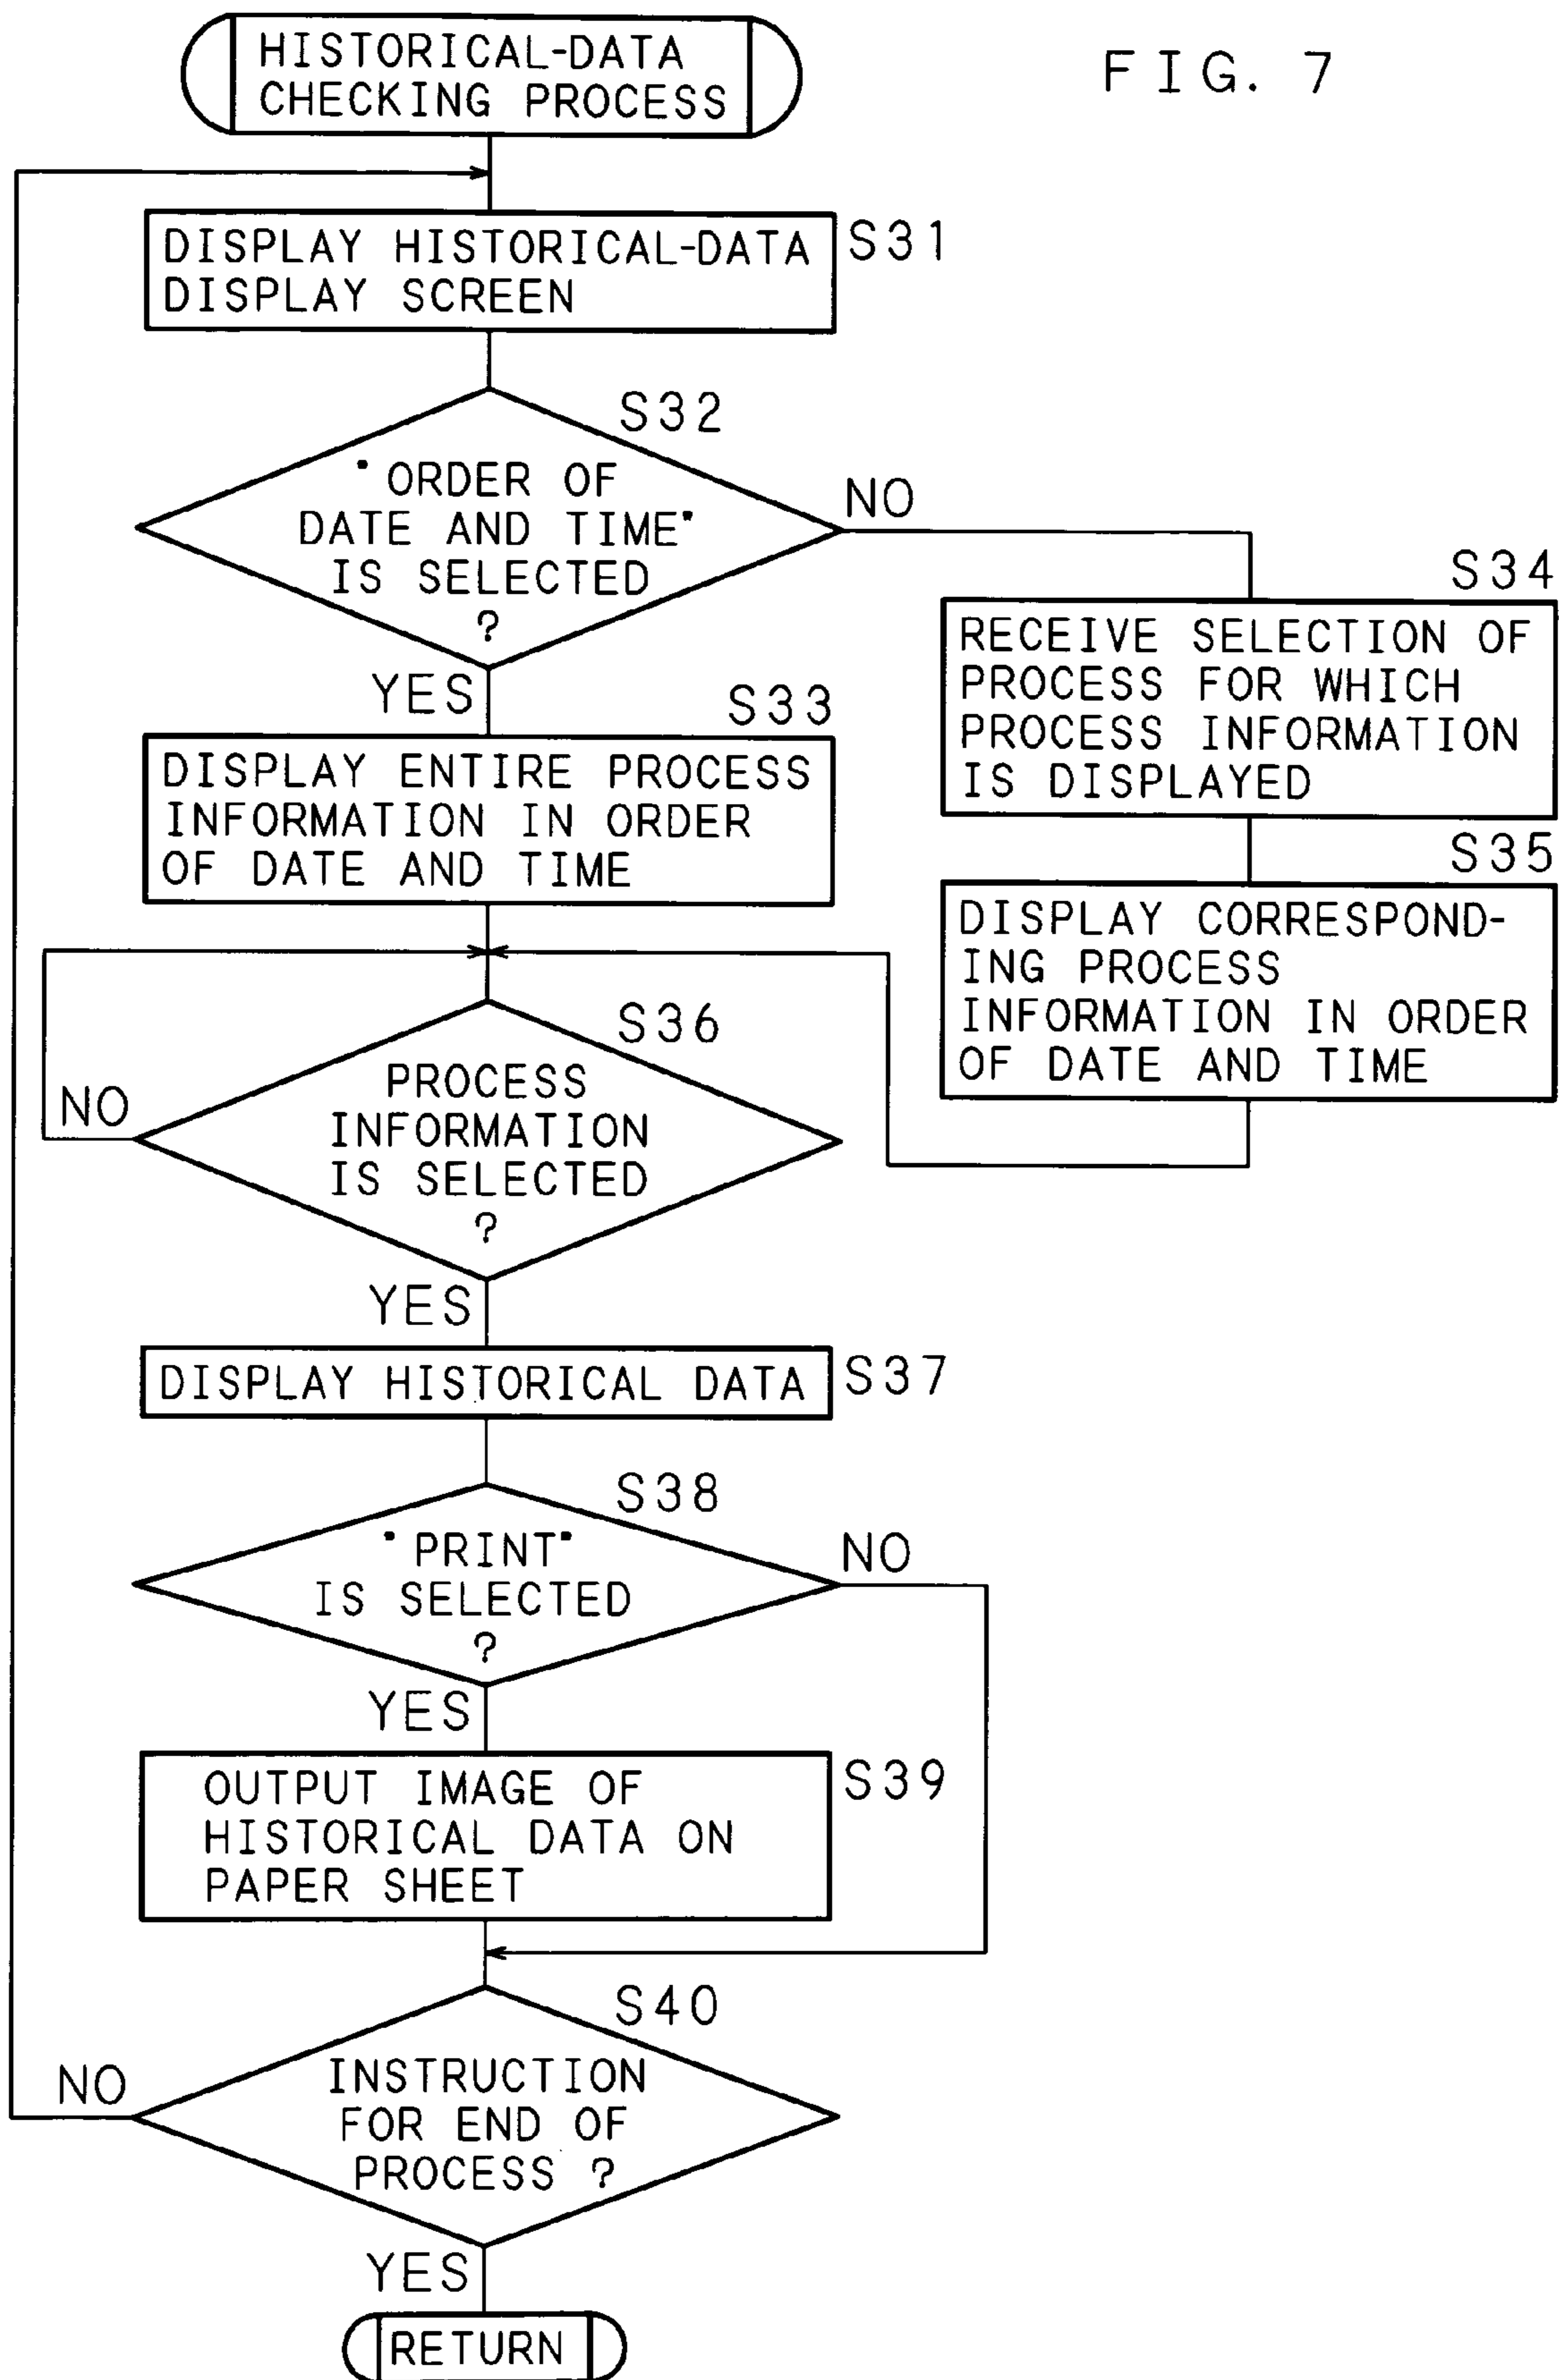 HISTORICAL-DATA
CHECKING PROCESS
FIG. 7
DISPLAY HISTORICAL-DATA
DISPLAY SCREEN
S31
S32
"ORDER OF
DATE AND TIME"
IS SELECTED
?
NO
YES
S33
DISPLAY ENTIRE PROCESS
INFORMATION IN ORDER
OF DATE AND TIME
S34
RECEIVE SELECTION OF
PROCESS FOR WHICH
PROCESS INFORMATION
IS DISPLAYED
S35
DISPLAY CORRESPOND-
ING PROCESS
INFORMATION IN ORDER
OF DATE AND TIME
S36
PROCESS
INFORMATION
IS SELECTED
?
NO
YES
DISPLAY HISTORICAL DATA
S37
S38
"PRINT"
IS SELECTED
?
NO
YES
OUTPUT IMAGE OF
HISTORICAL DATA ON
PAPER SHEET
S39
S40
INSTRUCTION
FOR END OF
PROCESS ?
NO
YES
RETURN